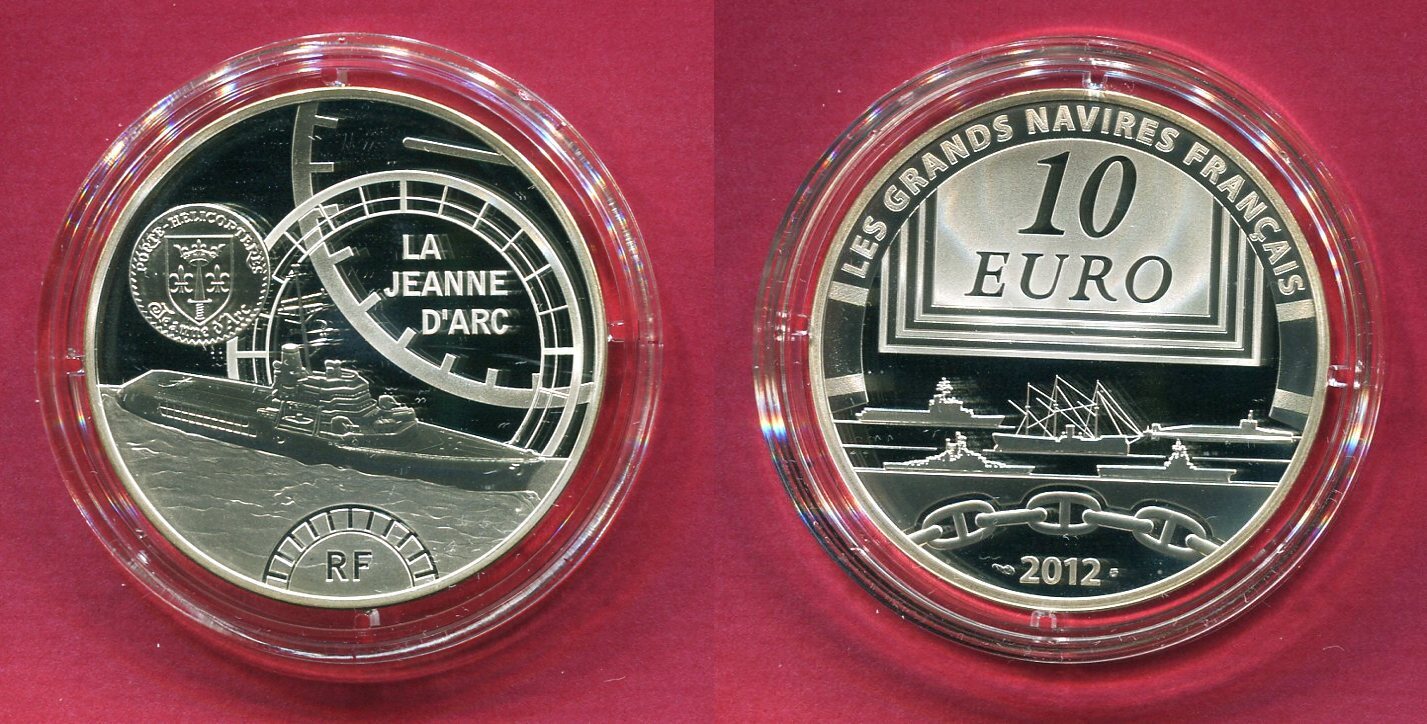 PORTE-HELICOPTERES
Jeanne d'Arc
LA
JEANNE
D'ARC
RF
LES GRANDS NAVIRES FRANÇAIS
10
EURO
2012